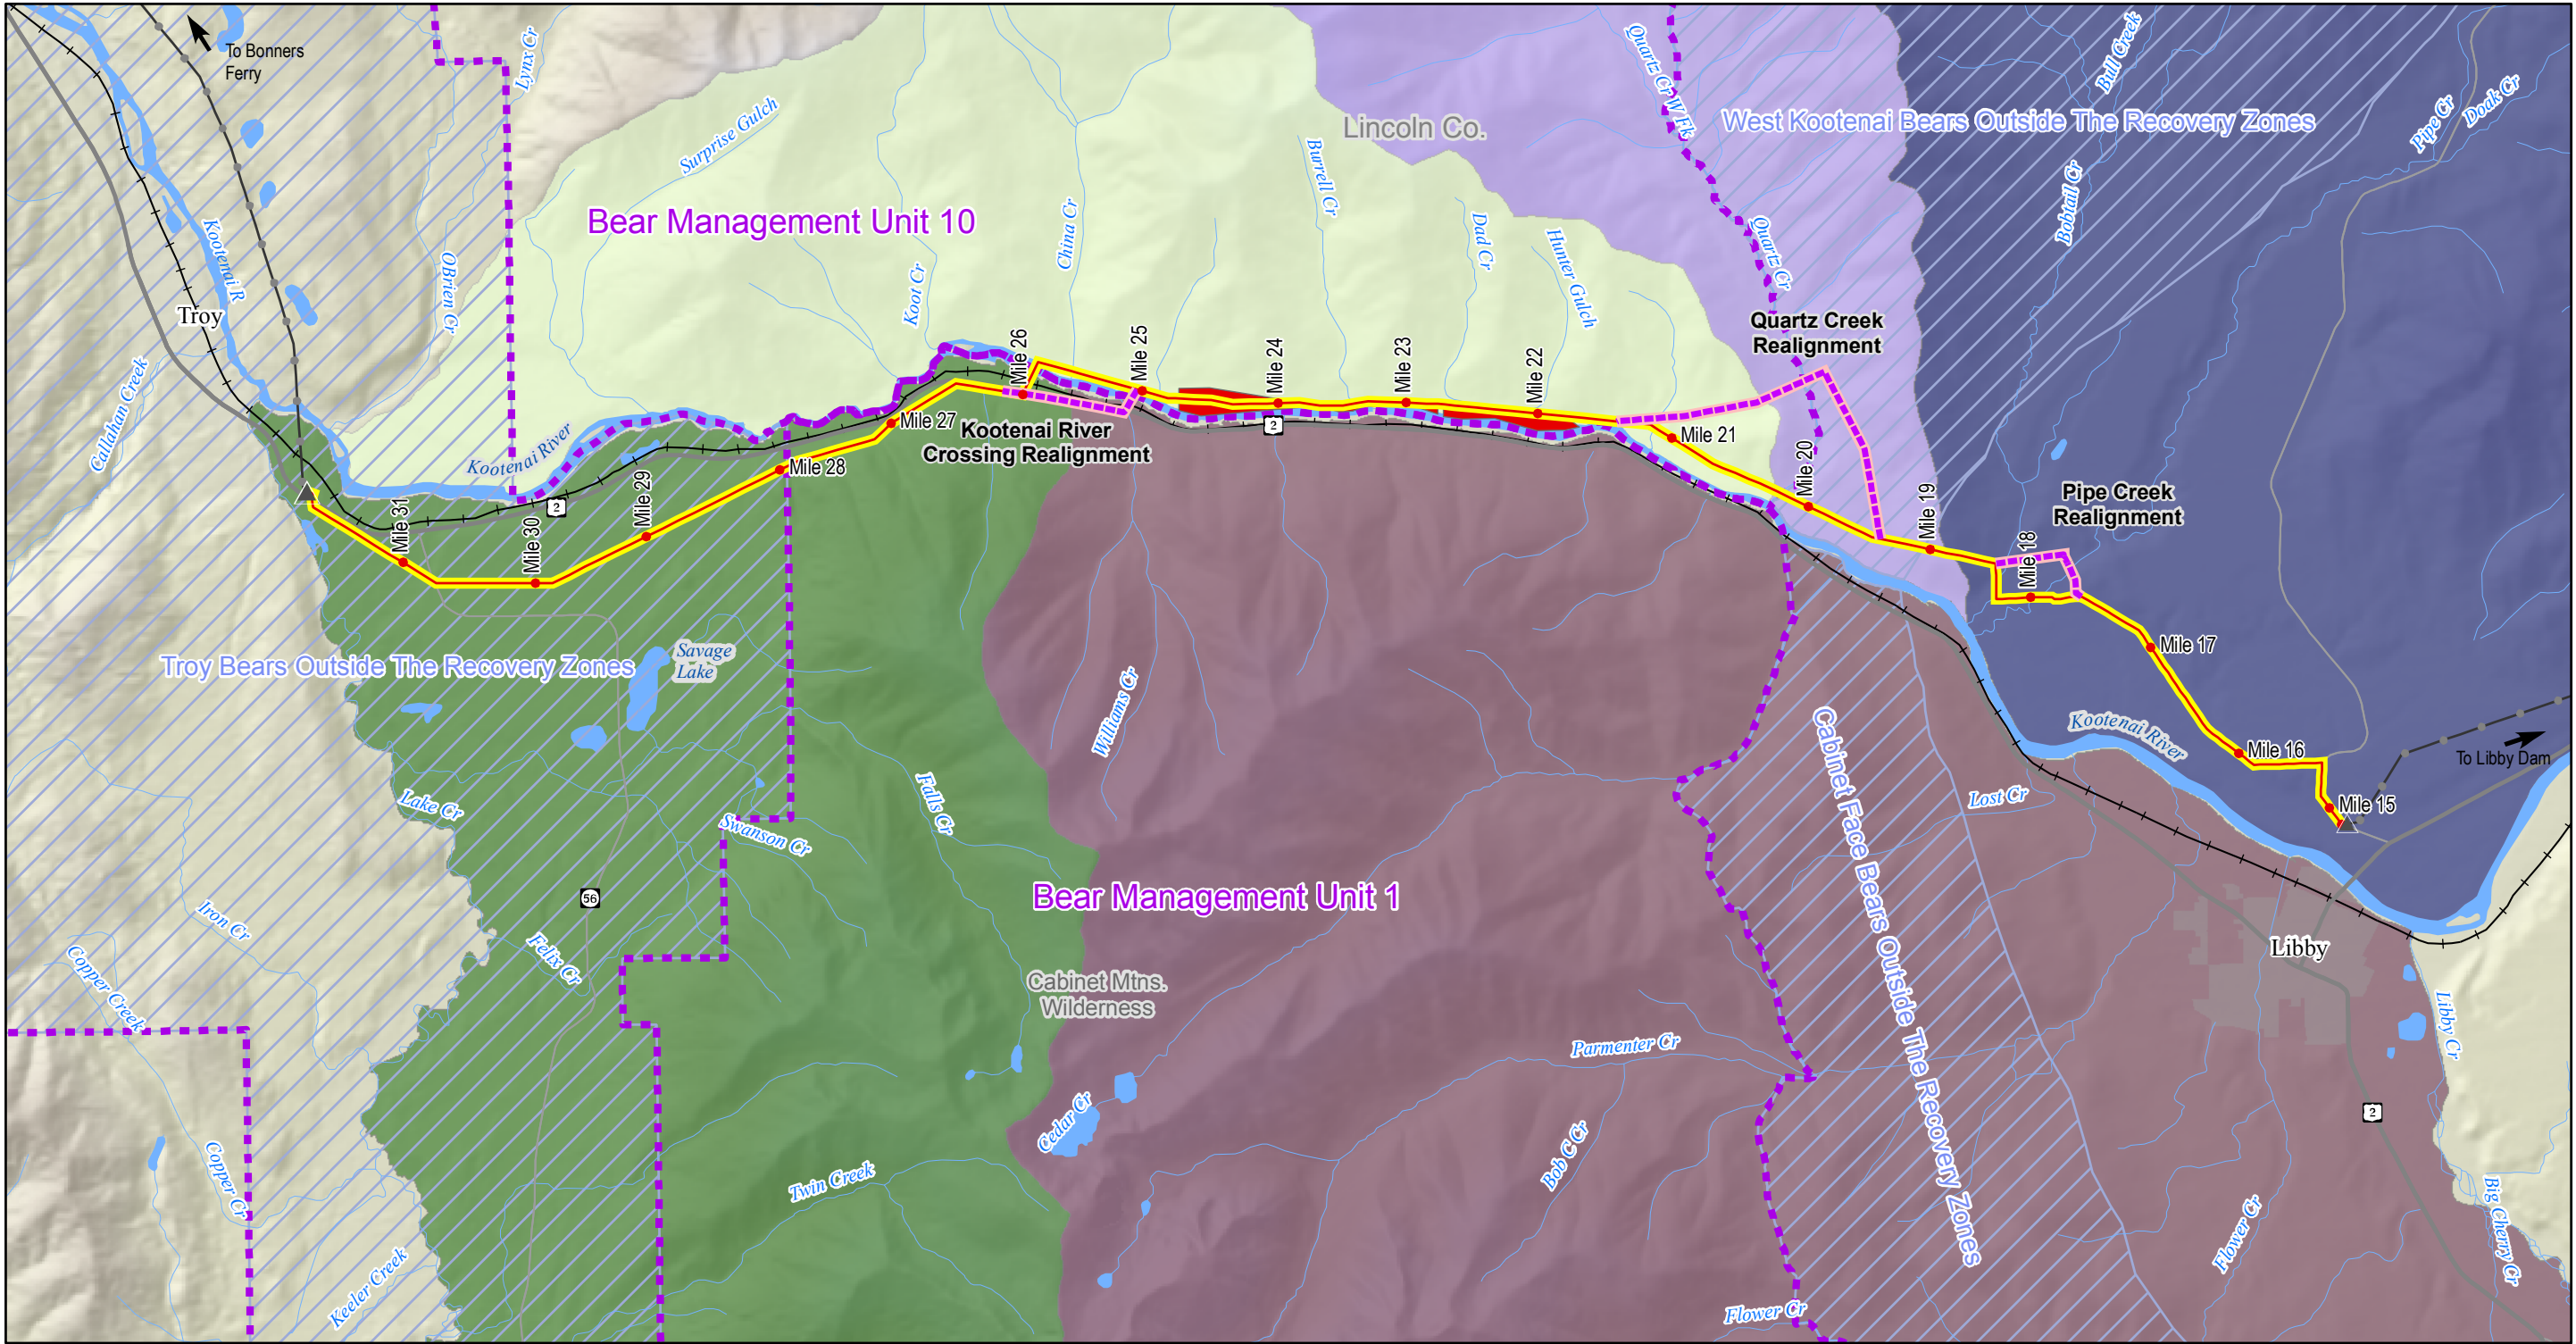 To Bonners
Ferry
Lynx Cr
Surprise Gulch
Quartz Cr W Fk
Bull Creek
Pipe Cr
Doak Cr
Lincoln Co.
West Kootenai Bears Outside The Recovery Zones
Burrell Cr
Bobtail Cr
Bear Management Unit 10
China Cr
Dad Cr
Hunter Gulch
Quartz Cr
Kootenai R
OBrien Cr
Koot Cr
Troy
Callahan Creek
Quartz Creek
Realignment
Mile 26
Mile 25
Mile 24
Mile 23
Mile 22
Mile 21
Mile 27
Kootenai River
Crossing Realignment
2
Kootenai River
Mile 28
Mile 20
Mile 19
Pipe Creek
Realignment
Mile 31
Mile 30
2
Mile 29
Mile 18
Mile 17
Troy Bears Outside The Recovery Zones
Savage
Lake
Williams Cr
Cabinet Face Bears Outside The Recovery Zones
Kootenai River
Mile 16
To Libby Dam
Mile 15
Lake Cr
Swanson Cr
Falls Cr
Lost Cr
56
Bear Management Unit 1
Iron Cr
Felix Cr
Copper Creek
Libby
Cabinet Mtns.
Wilderness
Libby Cr
Parmenter Cr
Cedar Cr
2
Copper Cr
Twin Creek
Bob C Cr
Flower Cr
Big Cherry Cr
Keeler Creek
Flower Cr